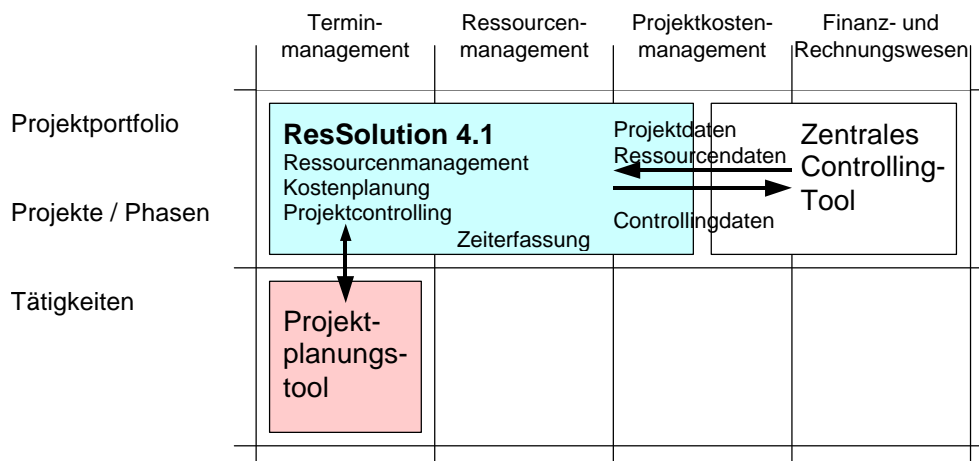 Termin-
management
Ressourcen-
management
Projektkosten-
management
Finanz- und
Rechnungswesen
Projektportfolio
ResSolution 4.1
Ressourcenmanagement
Kostenplanung
Projektcontrolling
Zeiterfassung
Projektdaten
Ressourcendaten
Controllingdaten
Zentrales
Controlling-
Tool
Projekte / Phasen
Tätigkeiten
Projekt-
planungs-
tool